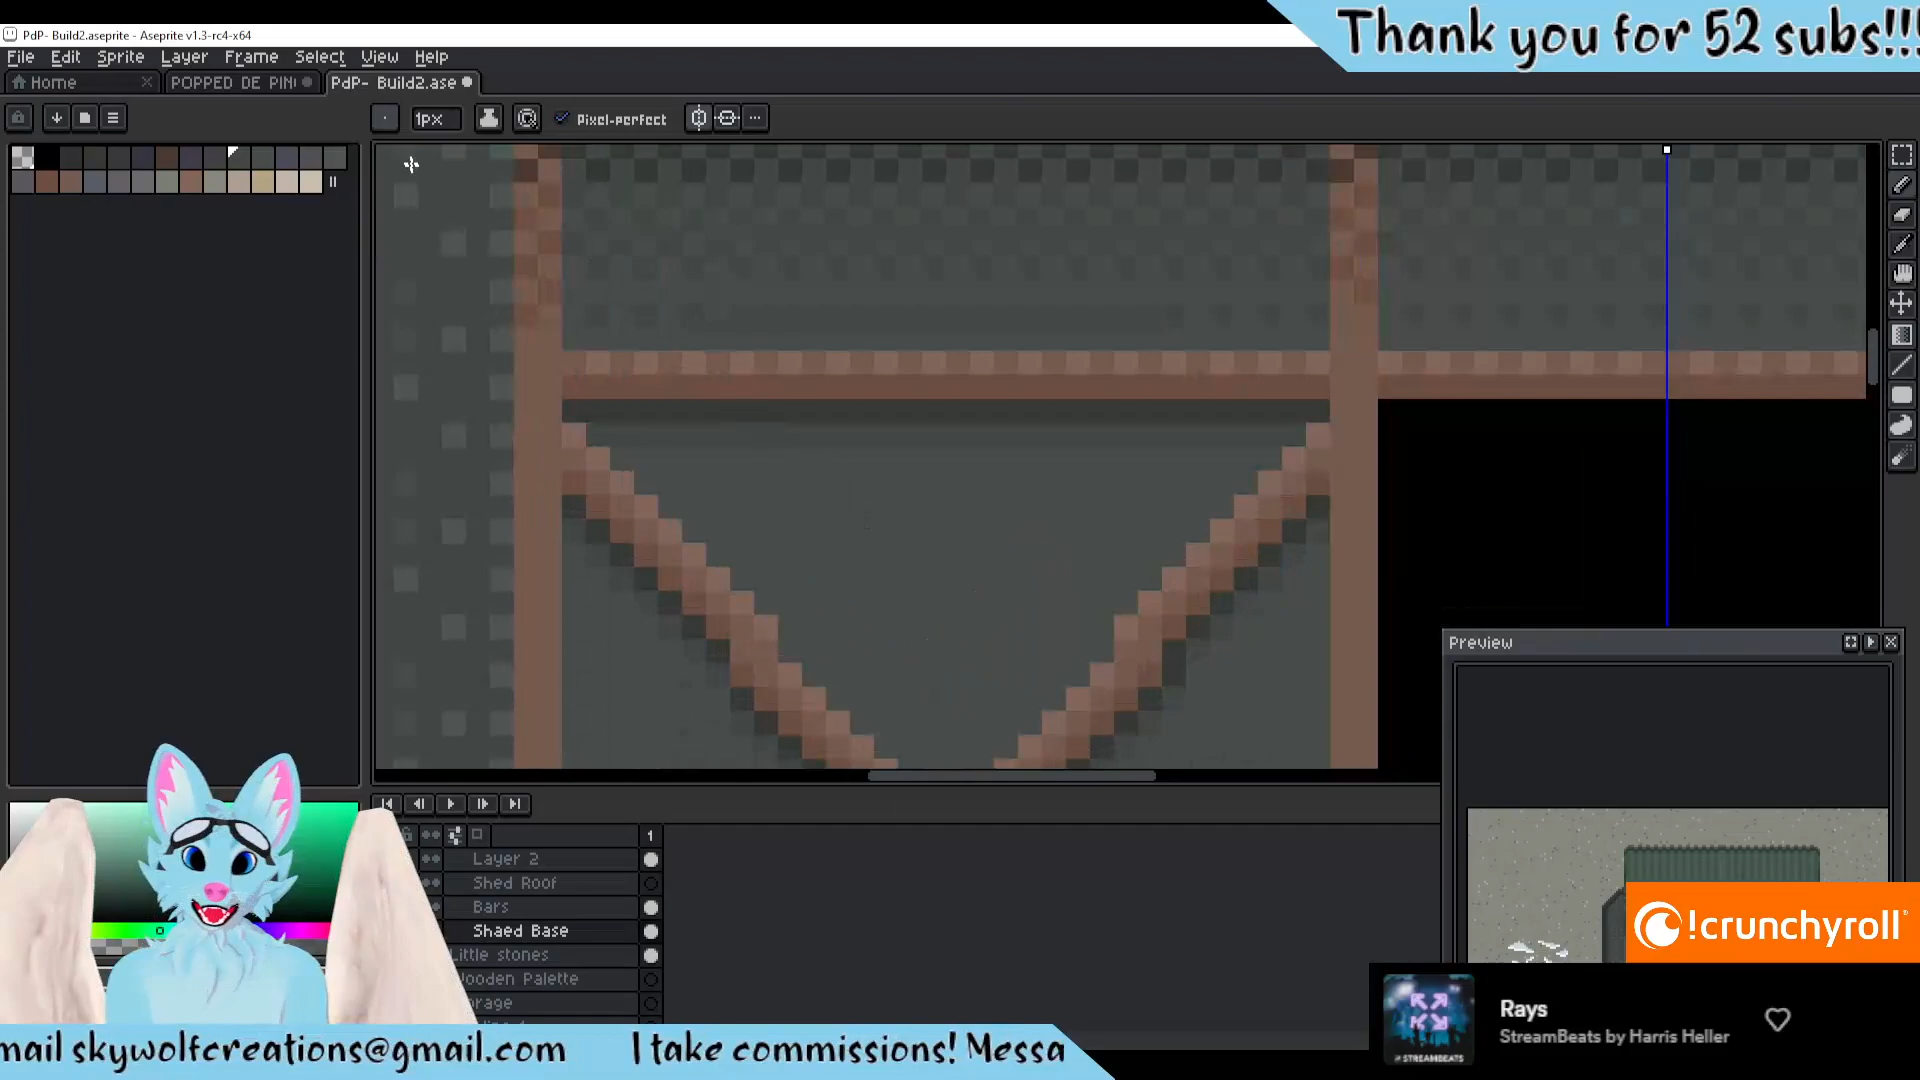 Thank you for 52 subs!!!
PdP- Build2.aseprite - Aseprite v1.3-rc4-x64
File Edit Sprite Layer Frame Select View Help
Home
POPPED DE PIN
PdP- Build2.ase
1px
Pixel-perfect
Preview
1
Layer 2
Shed Roof
Bars
Shaed Base
Little stones
ooden Palette
orage
!crunchyroll
Rays
StreamBeats by Harris Heller
STREAMBEATS
mail skywolfcreations@gmail.com
I take commissions! Messa